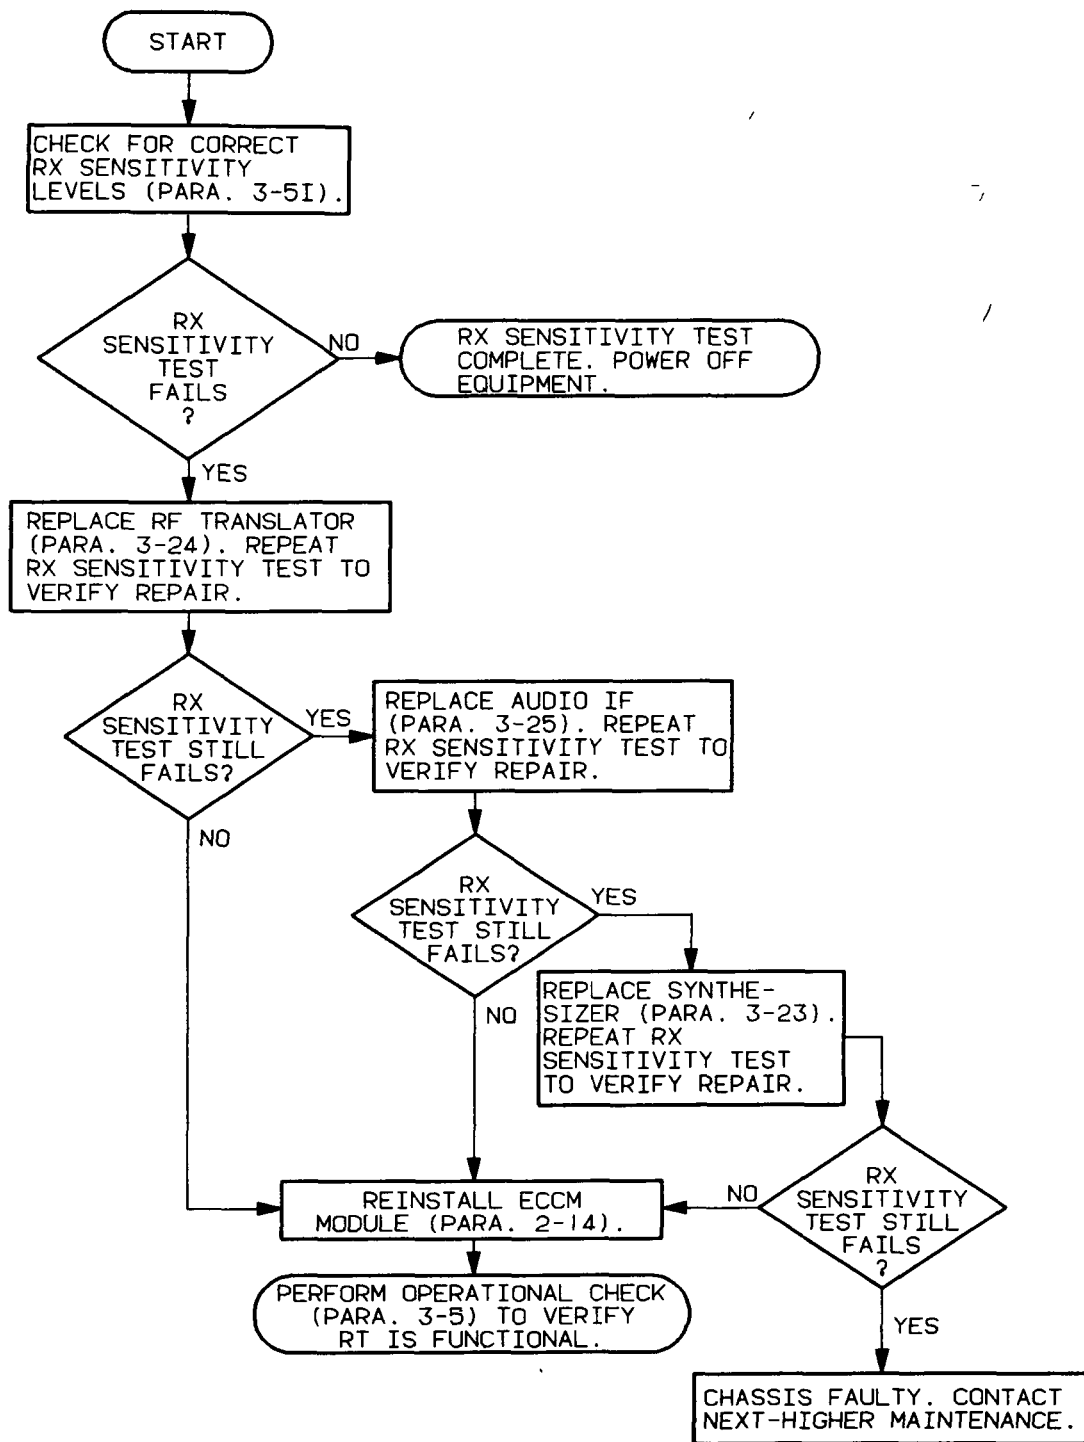 START
CHECK FOR CORRECT
RX SENSITIVITY
LEVELS (PARA. 3-5I).
RX
SENSITIVITY
TEST
FAILS
?
NO
RX SENSITIVITY TEST
COMPLETE. POWER OFF
EQUIPMENT.
YES
REPLACE RF TRANSLATOR
(PARA. 3-24). REPEAT
RX SENSITIVITY TEST TO
VERIFY REPAIR.
RX
SENSITIVITY
TEST STILL
FAILS?
YES
REPLACE AUDIO IF
(PARA. 3-25). REPEAT
RX SENSITIVITY TEST TO
VERIFY REPAIR.
NO
RX
SENSITIVITY
TEST STILL
FAILS?
YES
REPLACE SYNTHE-
SIZER (PARA. 3-23).
REPEAT RX
SENSITIVITY TEST
TO VERIFY REPAIR.
NO
RX
SENSITIVITY
TEST STILL
FAILS
?
NO
REINSTALL ECCM
MODULE (PARA. 2-14).
PERFORM OPERATIONAL CHECK
(PARA. 3-5) TO VERIFY
RT IS FUNCTIONAL.
YES
CHASSIS FAULTY. CONTACT
NEXT-HIGHER MAINTENANCE.